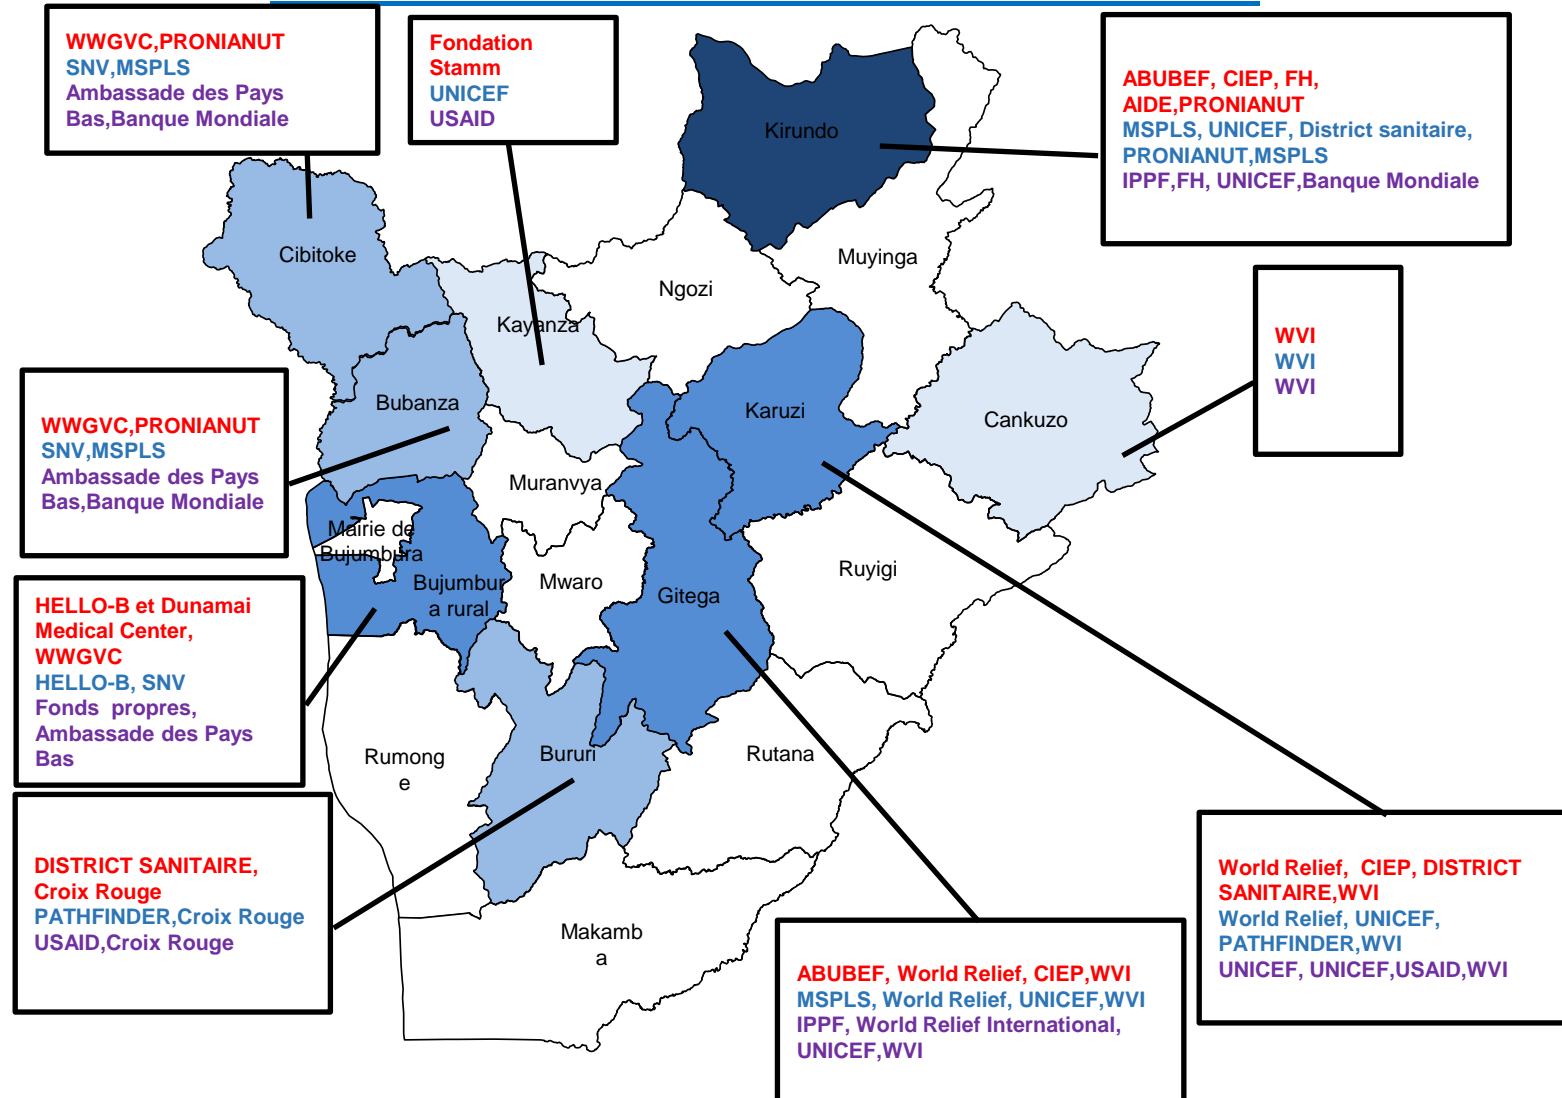 WWGVC,PRONIANUT
SNV,MSPLS
Ambassade des Pays
Bas,Banque Mondiale
Fondation
Stamm
UNICEF
USAID
ABUBEF, CIEP, FH,
AIDE,PRONIANUT
MSPLS, UNICEF, District sanitaire,
PRONIANUT,MSPLS
IPPF,FH, UNICEF,Banque Mondiale
Kirundo
Cibitoke
Muyinga
Ngozi
Kayanza
WVI
WVI
WVI
Bubanza
Karuzi
Cankuzo
WWGVC,PRONIANUT
SNV,MSPLS
Ambassade des Pays
Bas,Banque Mondiale
Muranvya
Mairie de
Bujumbura
Bujumbur
a rural
Mwaro
Gitega
Ruyigi
HELLO-B et Dunamai
Medical Center,
WWGVC
HELLO-B, SNV
Fonds propres,
Ambassade des Pays
Bas
Rumong
e
Bururi
Rutana
DISTRICT SANITAIRE,
Croix Rouge
PATHFINDER,Croix Rouge
USAID,Croix Rouge
Makamb
a
World Relief, CIEP, DISTRICT
SANITAIRE,WVI
World Relief, UNICEF,
PATHFINDER,WVI
UNICEF, UNICEF,USAID,WVI
ABUBEF, World Relief, CIEP,WVI
MSPLS, World Relief, UNICEF,WVI
IPPF, World Relief International,
UNICEF,WVI